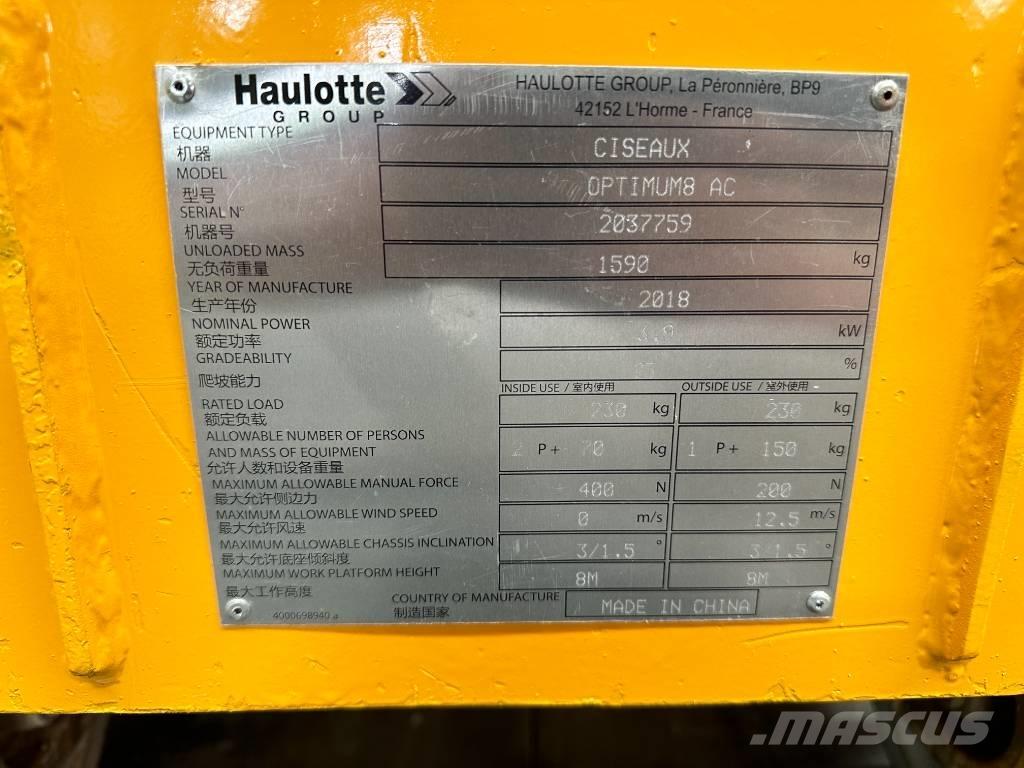 Haulotte
GROUP
HAULOTTE GROUP, La Péronnière, BP9
42152 L'Horme - France
EQUIPMENT TYPE
机器
CISEAUX
MODEL
型号
OPTIMUM8 AC
SERIAL N°
机器号
2037759
UNLOADED MASS
无负荷重量
1590 kg
YEAR OF MANUFACTURE
生产年份
2018
NOMINAL POWER
额定功率
kW
GRADEABILITY
爬坡能力
%
INSIDE USE / 室内使用
OUTSIDE USE / 室外使用
RATED LOAD
额定负载
230 kg
230 kg
ALLOWABLE NUMBER OF PERSONS
AND MASS OF EQUIPMENT
允许人数和设备重量
2 P + 70 kg
1 P + 150 kg
MAXIMUM ALLOWABLE MANUAL FORCE
最大允许侧边力
400 N
200 N
MAXIMUM ALLOWABLE WIND SPEED
最大允许风速
0 m/s
12.5 m/s
MAXIMUM ALLOWABLE CHASSIS INCLINATION
最大允许底座倾斜度
3/1.5 °
3/1.5 °
MAXIMUM WORK PLATFORM HEIGHT
最大工作高度
8M
8M
COUNTRY OF MANUFACTURE
制造国家
MADE IN CHINA
4000698940 a
MASCUS